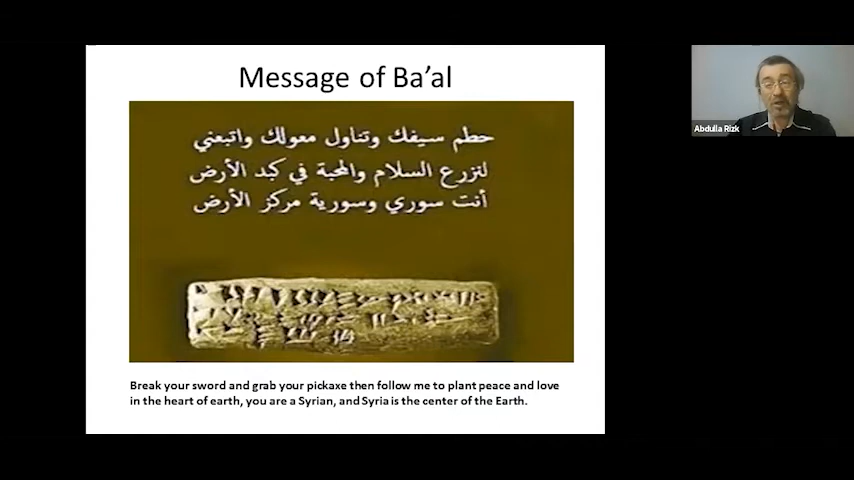 Message of Ba’al
حطم سيفك وتناول معولك واتبعني
لنزرع السلام والمحبة في كبد الأرض
أنت سوري وسورية مركز الأرض
Break your sword and grab your pickaxe then follow me to plant peace and love
in the heart of earth, you are a Syrian, and Syria is the center of the Earth.
Abdulla Rizk